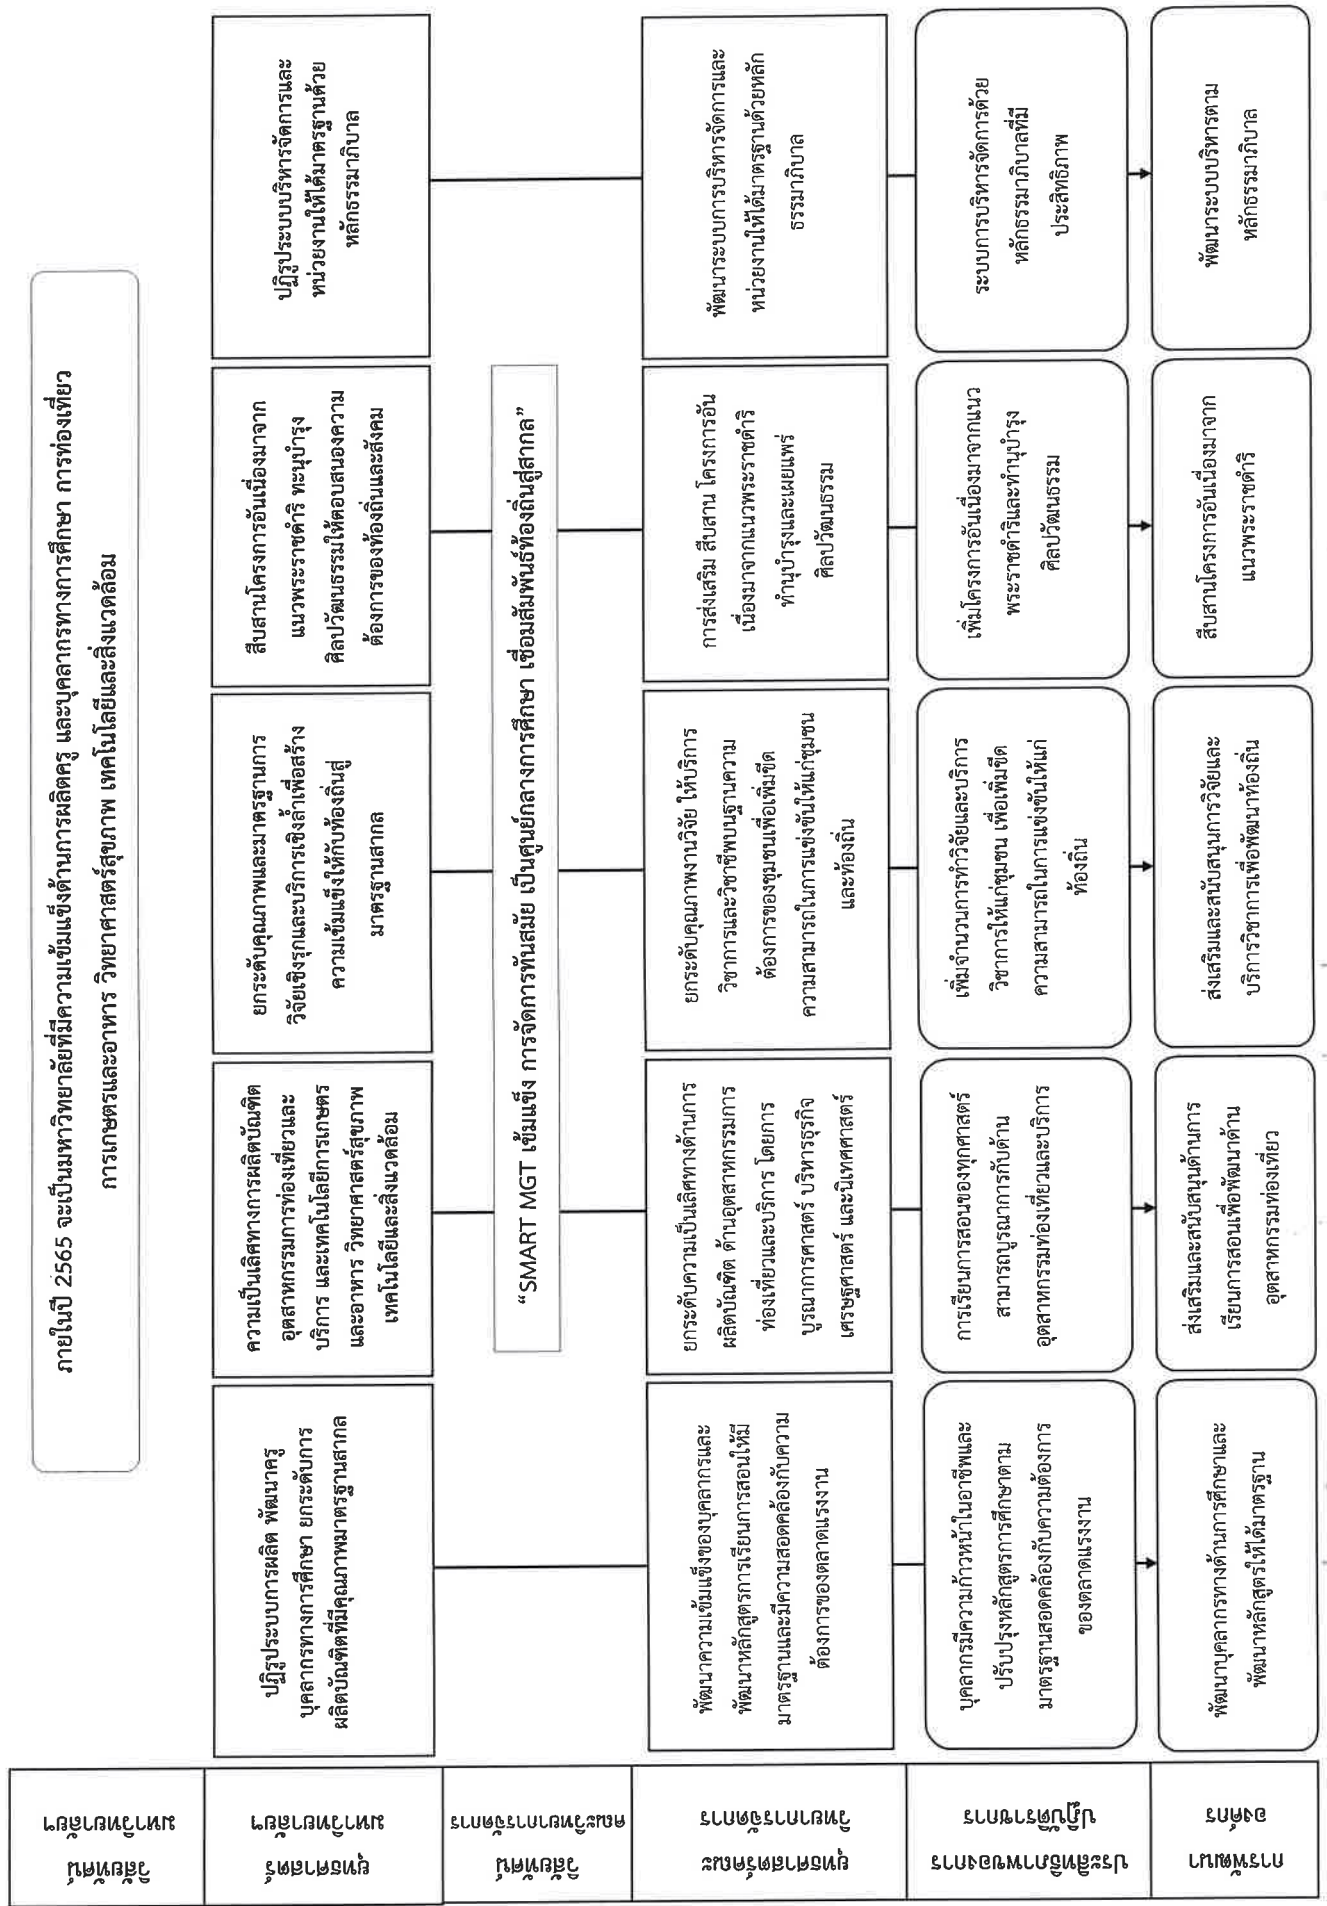 วิสัยทัศน์
มหาวิทยาลัยฯ
ภายในปี 2565 จะเป็นมหาวิทยาลัยที่มีความเข้มแข็งด้านการผลิตครู และบุคลากรทางการศึกษา การท่องเที่ยว
การเกษตรและอาหาร วิทยาศาสตร์สุขภาพ เทคโนโลยีและสิ่งแวดล้อม
ยุทธศาสตร์
มหาวิทยาลัยฯ
ปฏิรูประบบการผลิต พัฒนาครู
บุคลากรทางการศึกษา ยกระดับการ
ผลิตบัณฑิตที่มีคุณภาพมาตรฐานสากล
ความเป็นเลิศทางการผลิตบัณฑิต
อุตสาหกรรมการท่องเที่ยวและ
บริการ และเทคโนโลยีการเกษตร
และอาหาร วิทยาศาสตร์สุขภาพ
เทคโนโลยีและสิ่งแวดล้อม
ยกระดับคุณภาพและมาตรฐานการ
วิจัยเชิงรุกและบริการเชิงล้ำเพื่อสร้าง
ความเข้มแข็งให้กับท้องถิ่นสู่
มาตรฐานสากล
สืบสานโครงการอันเนื่องมาจาก
แนวพระราชดำริ ทะนุบำรุง
ศิลปวัฒนธรรมให้ตอบสนองความ
ต้องการของท้องถิ่นและสังคม
ปฏิรูประบบบริหารจัดการและ
หน่วยงานให้ได้มาตรฐานด้วย
หลักธรรมาภิบาล
วิสัยทัศน์
คณะวิทยาการจัดการ
“SMART MGT เข้มแข็ง การจัดการทันสมัย เป็นศูนย์กลางการศึกษา เชื่อมสัมพันธ์ท้องถิ่นสู่สากล”
ยุทธศาสตร์คณะ
วิทยาการจัดการ
พัฒนาความเข้มแข็งของบุคลากรและ
พัฒนาหลักสูตรการเรียนการสอนให้มี
มาตรฐานและมีความสอดคล้องกับความ
ต้องการของตลาดแรงงาน
ยกระดับความเป็นเลิศทางด้านการ
ผลิตบัณฑิต ด้านอุตสาหกรรมการ
ท่องเที่ยวและบริการ โดยการ
บูรณาการศาสตร์ บริหารธุรกิจ
เศรษฐศาสตร์ และนิเทศศาสตร์
ยกระดับคุณภาพงานวิจัย ให้บริการ
วิชาการและวิชาชีพบนฐานความ
ต้องการของชุมชนเพื่อเพิ่มขีด
ความสามารถในการแข่งขันให้แก่ชุมชน
และท้องถิ่น
การส่งเสริม สืบสาน โครงการอัน
เนื่องมาจากแนวพระราชดำริ
ทำนุบำรุงและเผยแพร่
ศิลปวัฒนธรรม
พัฒนาระบบการบริหารจัดการและ
หน่วยงานให้ได้มาตรฐานด้วยหลัก
ธรรมาภิบาล
ประสิทธิภาพของการ
ปฏิบัติราชการ
บุคลากรมีความก้าวหน้าในอาชีพและ
ปรับปรุงหลักสูตรการศึกษาตาม
มาตรฐานสอดคล้องกับความต้องการ
ของตลาดแรงงาน
การเรียนการสอนของทุกศาสตร์
สามารถบูรณาการกับด้าน
อุตสาหกรรมท่องเที่ยวและบริการ
เพิ่มจำนวนการทำวิจัยและบริการ
วิชาการให้แก่ชุมชน เพื่อเพิ่มขีด
ความสามารถในการแข่งขันให้แก่
ท้องถิ่น
เพิ่มโครงการอันเนื่องมาจากแนว
พระราชดำริและทำนุบำรุง
ศิลปวัฒนธรรม
ระบบการบริหารจัดการด้วย
หลักธรรมาภิบาลที่มี
ประสิทธิภาพ
การพัฒนา
องค์กร
พัฒนาบุคลากรทางด้านการศึกษาและ
พัฒนาหลักสูตรให้ได้มาตรฐาน
ส่งเสริมและสนับสนุนด้านการ
เรียนการสอนเพื่อพัฒนาด้าน
อุตสาหกรรมท่องเที่ยว
ส่งเสริมและสนับสนุนการวิจัยและ
บริการวิชาการเพื่อพัฒนาท้องถิ่น
สืบสานโครงการอันเนื่องมาจาก
แนวพระราชดำริ
พัฒนาระบบบริหารตาม
หลักธรรมาภิบาล